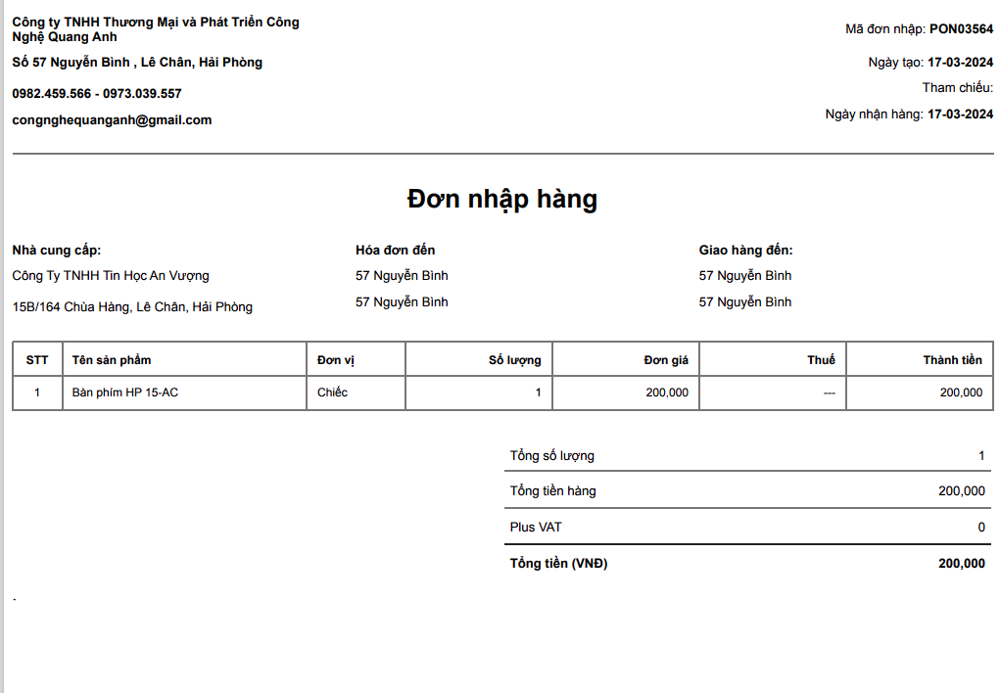 Công ty TNHH Thương Mại và Phát Triển Công
Nghệ Quang Anh
Số 57 Nguyễn Bình , Lê Chân, Hải Phòng
0982.459.566 - 0973.039.557
congnghequanganh@gmail.com
Mã đơn nhập: PON03564
Ngày tạo: 17-03-2024
Tham chiếu:
Ngày nhận hàng: 17-03-2024
Đơn nhập hàng
Nhà cung cấp:
Công Ty TNHH Tin Học An Vượng
15B/164 Chùa Hàng, Lê Chân, Hải Phòng
Hóa đơn đến
57 Nguyễn Bình
57 Nguyễn Bình
Giao hàng đến:
57 Nguyễn Bình
57 Nguyễn Bình
STT Tên sản phẩm Đơn vị Số lượng Đơn giá Thuế Thành tiền
1 Bàn phím HP 15-AC Chiếc 1 200,000 --- 200,000
Tổng số lượng 1
Tổng tiền hàng 200,000
Plus VAT 0
Tổng tiền (VNĐ) 200,000
.